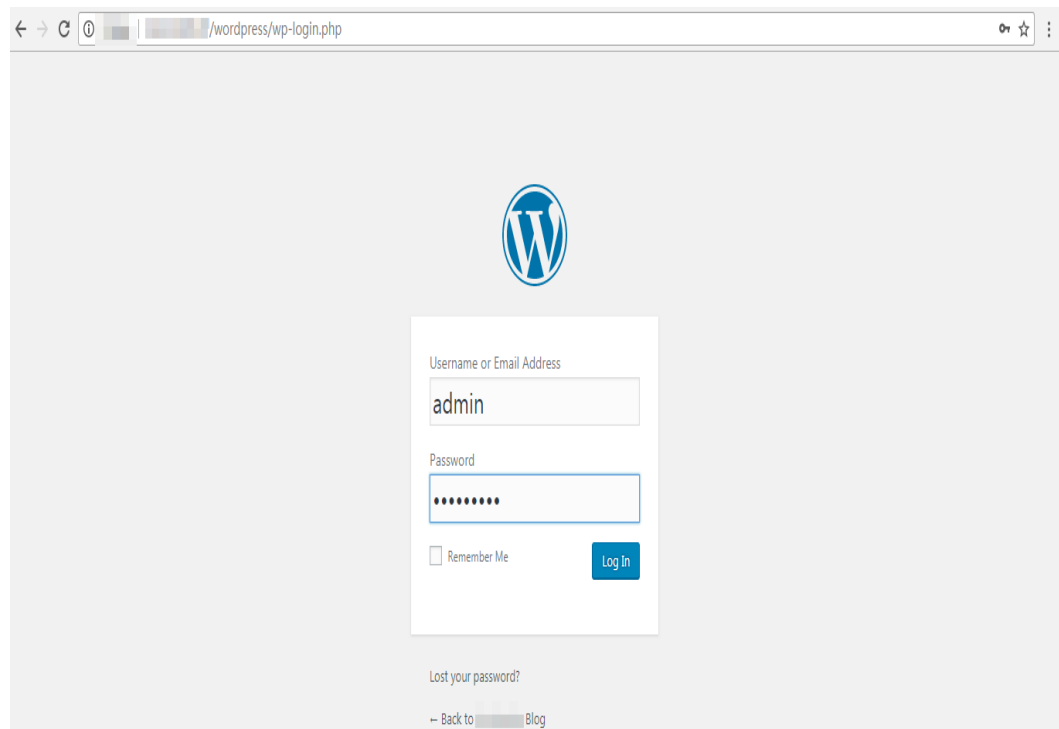 /wordpress/wp-login.php
Username or Email Address
admin
Password
•••••••••
Remember Me
Log In
Lost your password?
← Back to Blog